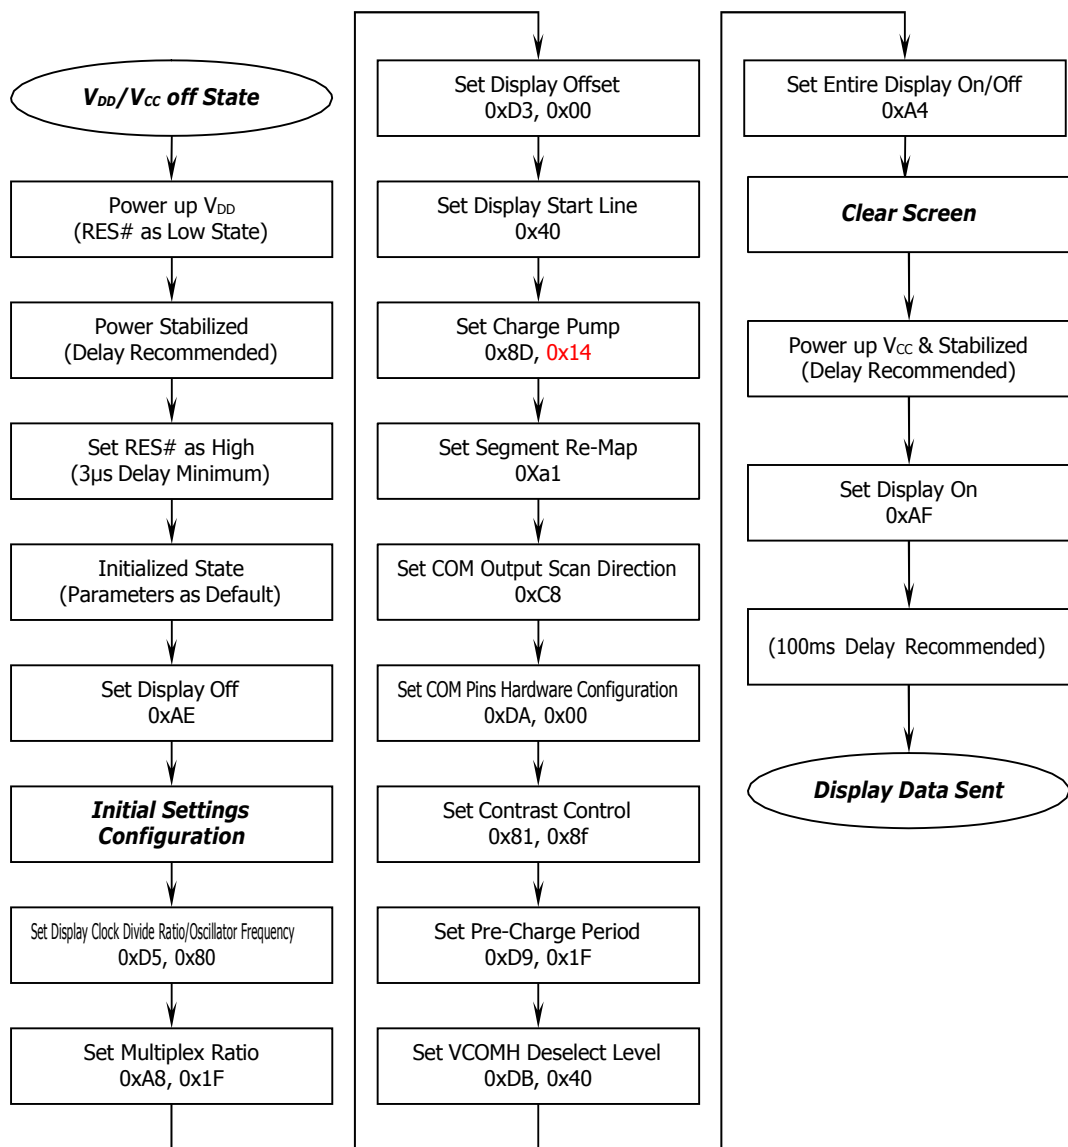 VDD/VCC off State
Power up VDD
(RES# as Low State)
Power Stabilized
(Delay Recommended)
Set RES# as High
(3μs Delay Minimum)
Initialized State
(Parameters as Default)
Set Display Off
0xAE
Initial Settings
Configuration
Set Display Clock Divide Ratio/Oscillator Frequency
0xD5, 0x80
Set Multiplex Ratio
0xA8, 0x1F
Set Display Offset
0xD3, 0x00
Set Display Start Line
0x40
Set Charge Pump
0x8D, 0x14
Set Segment Re-Map
0Xa1
Set COM Output Scan Direction
0xC8
Set COM Pins Hardware Configuration
0xDA, 0x00
Set Contrast Control
0x81, 0x8f
Set Pre-Charge Period
0xD9, 0x1F
Set VCOMH Deselect Level
0xDB, 0x40
Set Entire Display On/Off
0xA4
Clear Screen
Power up VCC & Stabilized
(Delay Recommended)
Set Display On
0xAF
(100ms Delay Recommended)
Display Data Sent